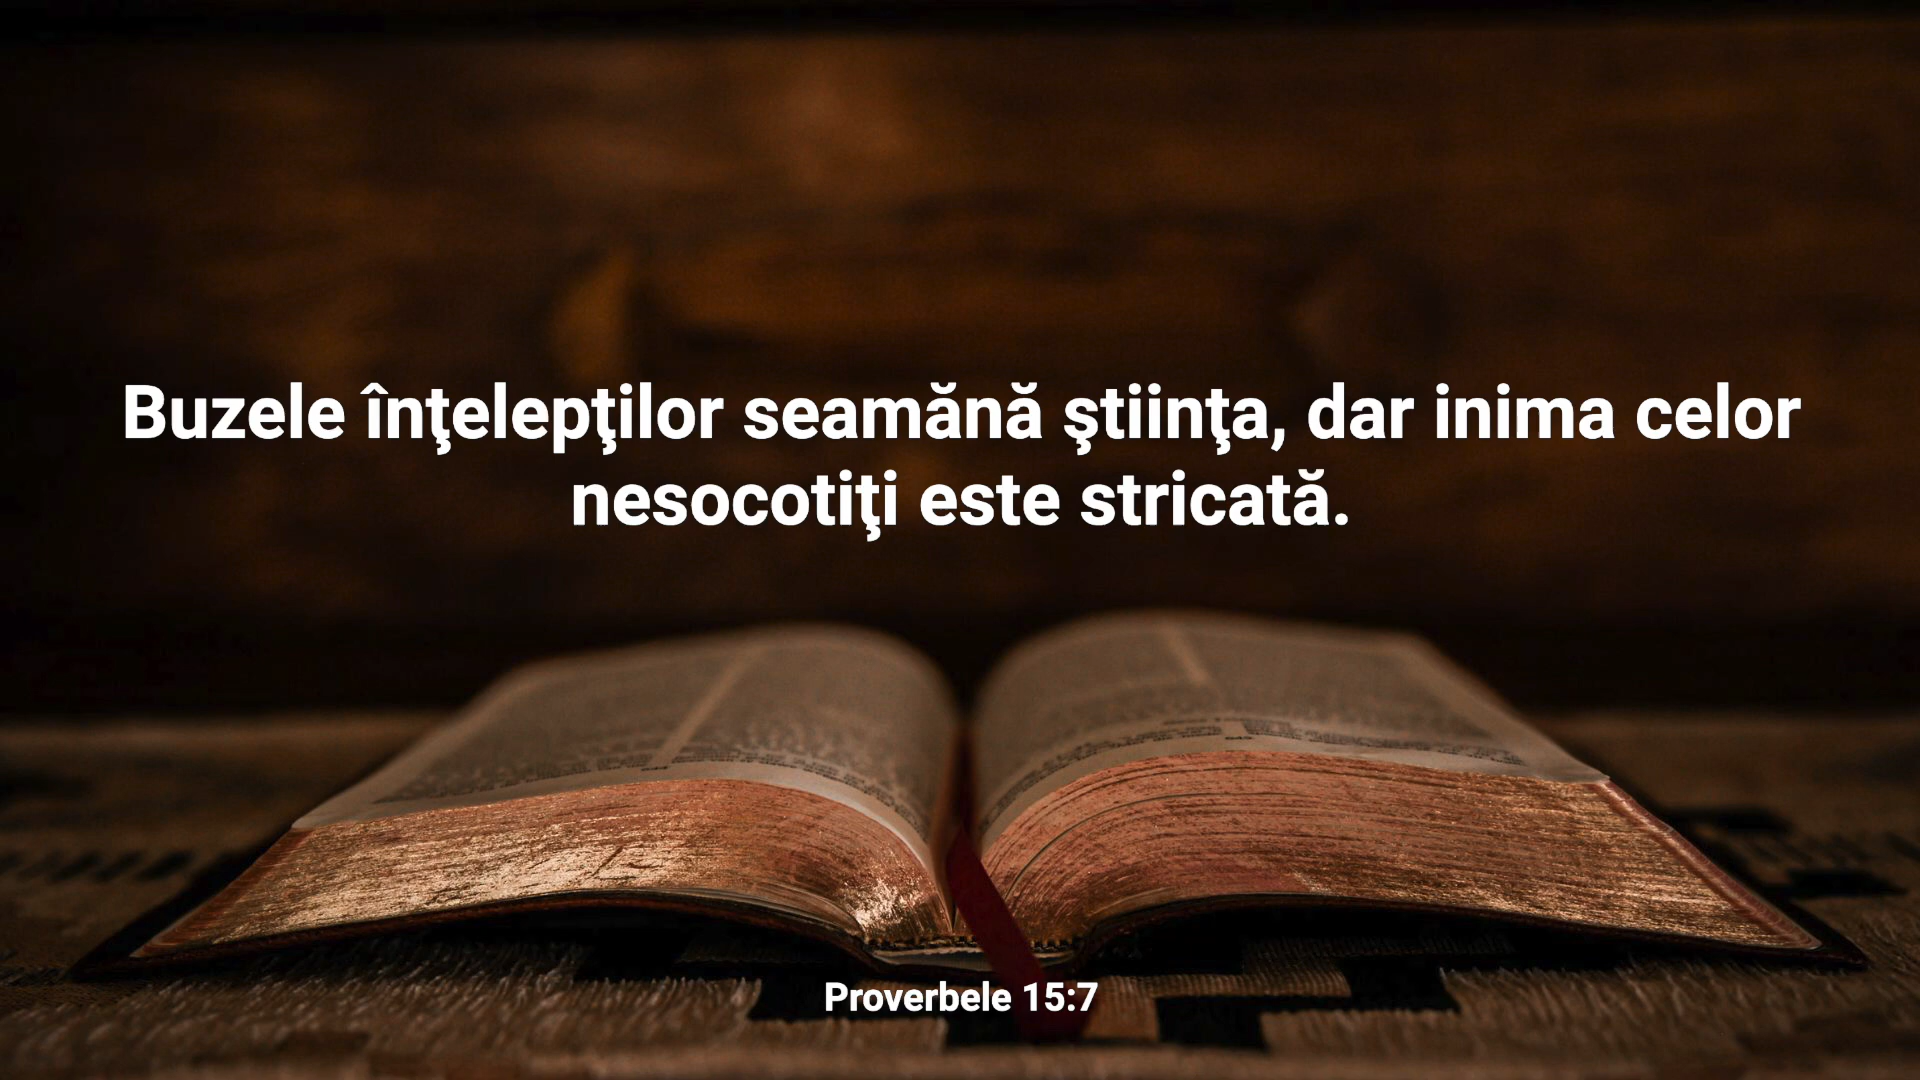 Buzele înţelepţilor seamănă ştiinţa, dar inima celor
nesocotiţi este stricată.
Proverbele 15:7